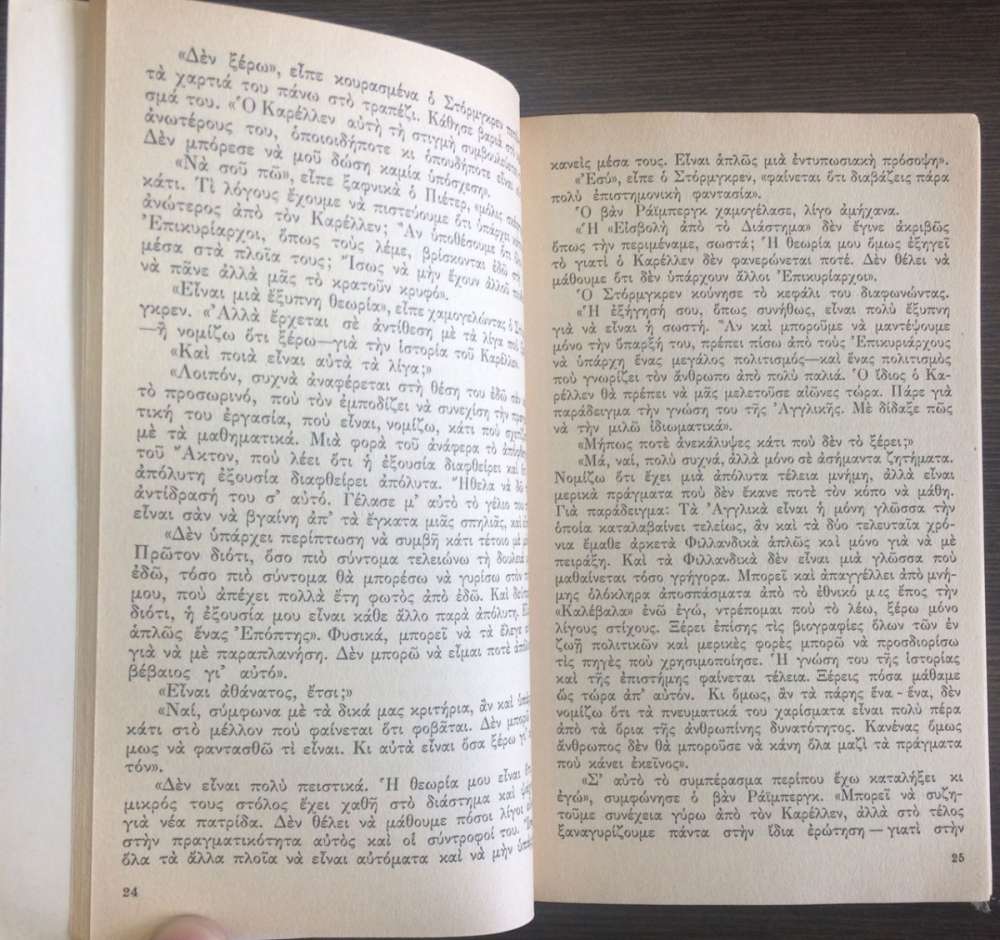 «Δὲν ξέρω», εἶπε κουρασμένα ὁ Στόρμγκρεν
τὰ χαρτιά του πάνω στὸ τραπέζι. Κάθησε βαριὰ στὸ
σμά του. «Ὁ Καρέλλεν αὐτὴ τὴ στιγμὴ συμβουλεύεται
ἀνωτέρους του, ὁποιοιδήποτε κι ὁπουδήποτε εἶναι
Δὲν μπόρεσε νὰ μοῦ δώση καμία ὑπόσχεση».
«Νὰ σοῦ πῶ», εἶπε ξαφνικὰ ὁ Πιέτερ, «μόλις
κάτι. Τί λόγους ἔχουμε νὰ πιστεύουμε ὅτι ὑπάρχει
ἀνώτερος ἀπὸ τὸν Καρέλλεν; Ἂν ὑποθέσουμε ὅτι
Ἐπικυρίαρχοι, ὅπως τοὺς λέμε, βρίσκονται ἐδῶ
μέσα στὰ πλοῖα τους; Ἴσως νὰ μὴν ἔχουν ἀλλοῦ
νὰ πᾶνε ἀλλὰ μᾶς τὸ κρατοῦν κρυφό».
«Εἶναι μιὰ ἔξυπνη θεωρία», εἶπε χαμογελώντας ὁ
γκρεν. «Ἀλλὰ ἔρχεται σὲ ἀντίθεση μὲ τὰ λίγα ποὺ
—ἢ νομίζω ὅτι ξέρω—γιὰ τὴν ἱστορία τοῦ Καρέλλεν».
«Καὶ ποιὰ εἶναι αὐτὰ τὰ λίγα;»
«Λοιπόν, συχνὰ ἀναφέρεται στὴ θέση του ἐδῶ σὰν
τὸ προσωρινό, ποὺ τὸν ἐμποδίζει νὰ συνεχίση τὴν
τική του ἐργασία, ποὺ εἶναι, νομίζω, κάτι ποὺ
μὲ τὰ μαθηματικά. Μιὰ φορὰ τοῦ ἀνάφερα τὸ
τοῦ Ἄκτον, ποὺ λέει ὅτι ἡ ἐξουσία διαφθείρει καὶ ἡ
ἀπόλυτη ἐξουσία διαφθείρει ἀπόλυτα. Ἤθελα νὰ δῶ
ἀντίδρασή του σ' αὐτό. Γέλασε μ' αὐτὸ τὸ γέλιο του
εἶναι σὰν νὰ βγαίνη ἀπ' τὰ ἔγκατα μιᾶς σπηλιᾶς, καὶ
«Δὲν ὑπάρχει περίπτωση νὰ συμβῆ κάτι τέτοιο μὲ
Πρῶτον διότι, ὅσο πιὸ σύντομα τελειώνω τὴ δουλειά
ἐδῶ, τόσο πιὸ σύντομα θὰ μπορέσω νὰ γυρίσω στὸν
μου, ποὺ ἀπέχει πολλὰ ἔτη φωτὸς ἀπὸ ἐδῶ. Καὶ
διότι, ἡ ἐξουσία μου εἶναι κάθε ἄλλο παρὰ ἀπόλυτη.
ἁπλῶς ἕνας Ἐπόπτης». Φυσικά, μπορεῖ νὰ τὰ ἔλεγε
γιὰ νὰ μὲ παραπλανήση. Δὲν μπορῶ νὰ εἶμαι ποτὲ
βέβαιος γι' αὐτό».
«Εἶναι ἀθάνατος, ἔτσι;»
«Ναί, σύμφωνα μὲ τὰ δικά μας κριτήρια, ἂν καὶ
κάτι στὸ μέλλον ποὺ φαίνεται ὅτι φοβᾶται. Δὲν
μως νὰ φαντασθῶ τὶ εἶναι. Κι αὐτὰ εἶναι ὅσα ξέρω γι'
τόν».
«Δὲν εἶναι πολὺ πειστικά. Ἡ θεωρία μου εἶναι
μικρός τους στόλος ἔχει χαθῆ στὸ διάστημα καὶ
γιὰ νέα πατρίδα. Δὲν θέλει νὰ μάθουμε πόσοι λίγοι
στὴν πραγματικότητα αὐτὸς καὶ οἱ σύντροφοί του.
ὅλα τὰ ἄλλα πλοῖα νὰ εἶναι αὐτόματα καὶ νὰ μὴν
24
κανεὶς μέσα τους. Εἶναι ἁπλῶς μιὰ ἐντυπωσιακὴ πρόσοψη».
«Ἐσύ», εἶπε ὁ Στόρμγκρεν, «φαίνεται ὅτι διαβάζεις πάρα
πολὺ ἐπιστημονικὴ φαντασία».
Ὁ βὰν Ράϊμπεργκ χαμογέλασε, λίγο ἀμήχανα.
«Ἡ «Εἰσβολὴ ἀπὸ τὸ Διάστημα» δὲν ἔγινε ἀκριβῶς
ὅπως τὴν περιμέναμε, σωστά; Ἡ θεωρία μου ὅμως ἐξηγεῖ
τὸ γιατὶ ὁ Καρέλλεν δὲν φανερώνεται ποτέ. Δὲν θέλει νὰ
μάθουμε ὅτι δὲν ὑπάρχουν ἄλλοι Ἐπικυρίαρχοι».
Ὁ Στόρμγκρεν κούνησε τὸ κεφάλι του διαφωνώντας.
«Ἡ ἐξήγησή σου, ὅπως συνήθως, εἶναι πολὺ ἔξυπνη
γιὰ νὰ εἶναι ἡ σωστή. Ἂν καὶ μποροῦμε νὰ μαντέψουμε
μόνο τὴν ὕπαρξή του, πρέπει πίσω ἀπὸ τοὺς Ἐπικυριάρχους
νὰ ὑπάρχη ἕνας μεγάλος πολιτισμὸς—καὶ ἕνας πολιτισμὸς
ποὺ γνωρίζει τὸν ἄνθρωπο ἀπὸ πολὺ παλιά. Ὁ ἴδιος ὁ Κα-
ρέλλεν θὰ πρέπει νὰ μᾶς μελετοῦσε αἰῶνες τώρα. Πάρε γιὰ
παράδειγμα τὴν γνώση του τῆς Ἀγγλικῆς. Μὲ δίδαξε πῶς
νὰ τὴν μιλῶ ἰδιωματικά».
«Μήπως ποτὲ ἀνεκάλυψες κάτι ποὺ δὲν τὸ ξέρει;»
«Μά, ναί, πολὺ συχνά, ἀλλὰ μόνο σὲ ἀσήμαντα ζητήματα.
Νομίζω ὅτι ἔχει μιὰ ἀπόλυτα τέλεια μνήμη, ἀλλὰ εἶναι
μερικὰ πράγματα ποὺ δὲν ἔκανε ποτὲ τὸν κόπο νὰ μάθη.
Γιὰ παράδειγμα: Τὰ Ἀγγλικὰ εἶναι ἡ μόνη γλῶσσα τὴν
ὁποία καταλαβαίνει τελείως, ἂν καὶ τὰ δύο τελευταῖα χρό-
νια ἔμαθε ἀρκετὰ Φιλλανδικὰ ἁπλῶς καὶ μόνο γιὰ νὰ μὲ
πειράξη. Καὶ τὰ Φιλλανδικὰ δὲν εἶναι μιὰ γλῶσσα ποὺ
μαθαίνεται τόσο γρήγορα. Μπορεῖ καὶ ἀπαγγέλλει ἀπὸ μνή-
μης ὁλόκληρα ἀποσπάσματα ἀπὸ τὸ ἐθνικό μας ἔπος τὴν
«Καλέβαλα» ἐνῶ ἐγώ, ντρέπομαι ποὺ τὸ λέω, ξέρω μόνο
λίγους στίχους. Ξέρει ἐπίσης τὶς βιογραφίες ὅλων τῶν ἐν
ζωῇ πολιτικῶν καὶ μερικὲς φορὲς μπορῶ νὰ προσδιορίσω
τὶς πηγὲς ποὺ χρησιμοποίησε. Ἡ γνώση του τῆς ἱστορίας
καὶ τῆς ἐπιστήμης φαίνεται τέλεια. Ξέρεις πόσα μάθαμε
ὣς τώρα ἀπ' αὐτόν. Κι ὅμως, ἂν τὰ πάρης ἕνα - ἕνα, δὲν
νομίζω ὅτι τὰ πνευματικά του χαρίσματα εἶναι πολὺ πέρα
ἀπὸ τὰ ὅρια τῆς ἀνθρωπίνης δυνατότητος. Κανένας ὅμως
ἄνθρωπος δὲν θὰ μποροῦσε νὰ κάνη ὅλα μαζὶ τὰ πράγματα
ποὺ κάνει ἐκεῖνος».
«Σ' αὐτὸ τὸ συμπέρασμα περίπου ἔχω καταλήξει κι
ἐγώ», συμφώνησε ὁ βὰν Ράϊμπεργκ. «Μπορεῖ νὰ συζη-
τοῦμε συνέχεια γύρω ἀπὸ τὸν Καρέλλεν, ἀλλὰ στὸ τέλος
ξαναγυρίζουμε πάντα στὴν ἴδια ἐρώτηση — γιατὶ στὴν
25